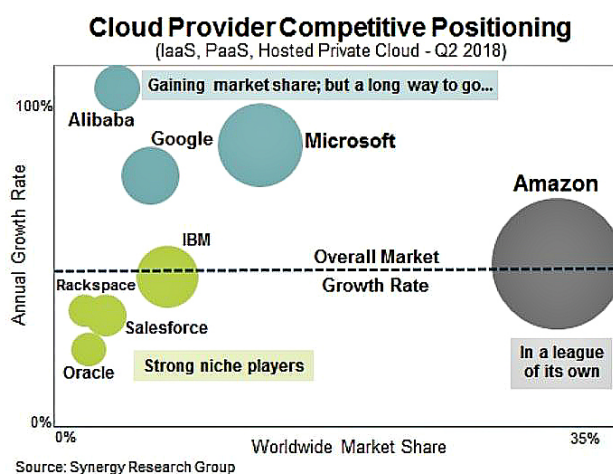 Cloud Provider Competitive Positioning
(IaaS, PaaS, Hosted Private Cloud - Q2 2018)
100%
Gaining market share; but a long way to go...
Alibaba
Google
Microsoft
Amazon
IBM
Overall Market
Growth Rate
Rackspace
Salesforce
Oracle
Strong niche players
In a league
of its own
Annual Growth Rate
0%
0%
35%
Worldwide Market Share
Source: Synergy Research Group